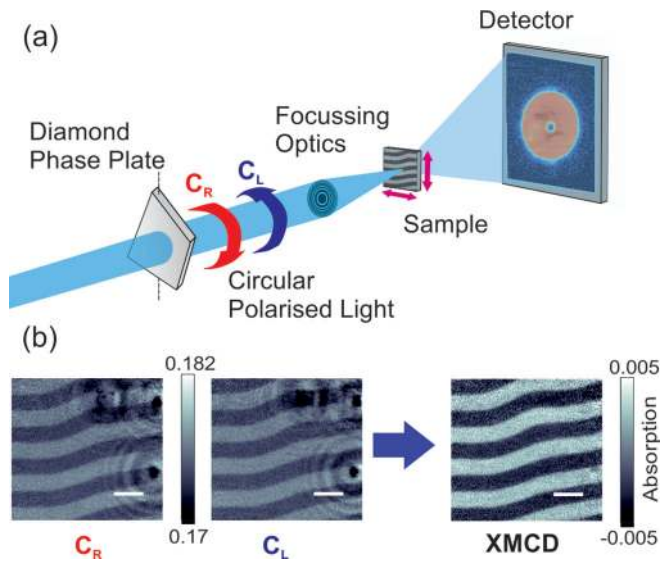 (a)
Detector
Focussing
Optics
Diamond
Phase Plate
C_R
C_L
Sample
Circular
Polarised Light
(b)
0.182
0.17
0.005
Absorption
-0.005
C_R
C_L
XMCD